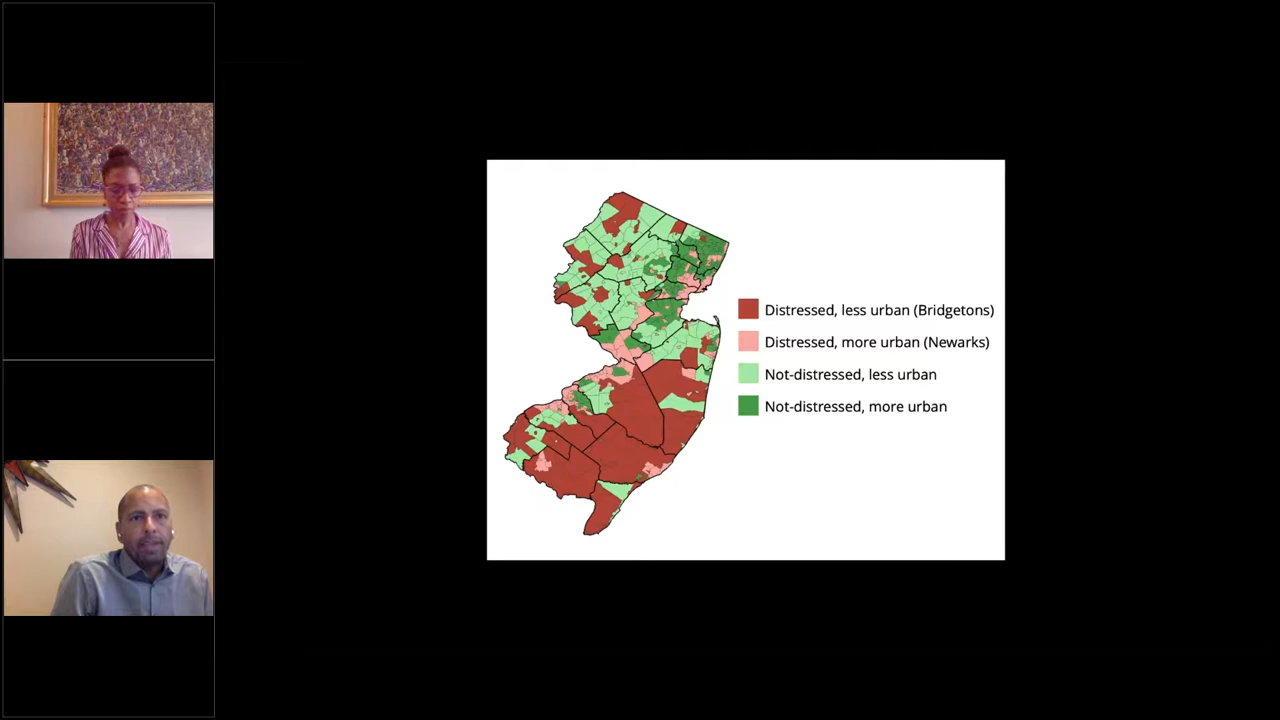 Distressed, less urban (Bridgetons)
Distressed, more urban (Newarks)
Not-distressed, less urban
Not-distressed, more urban